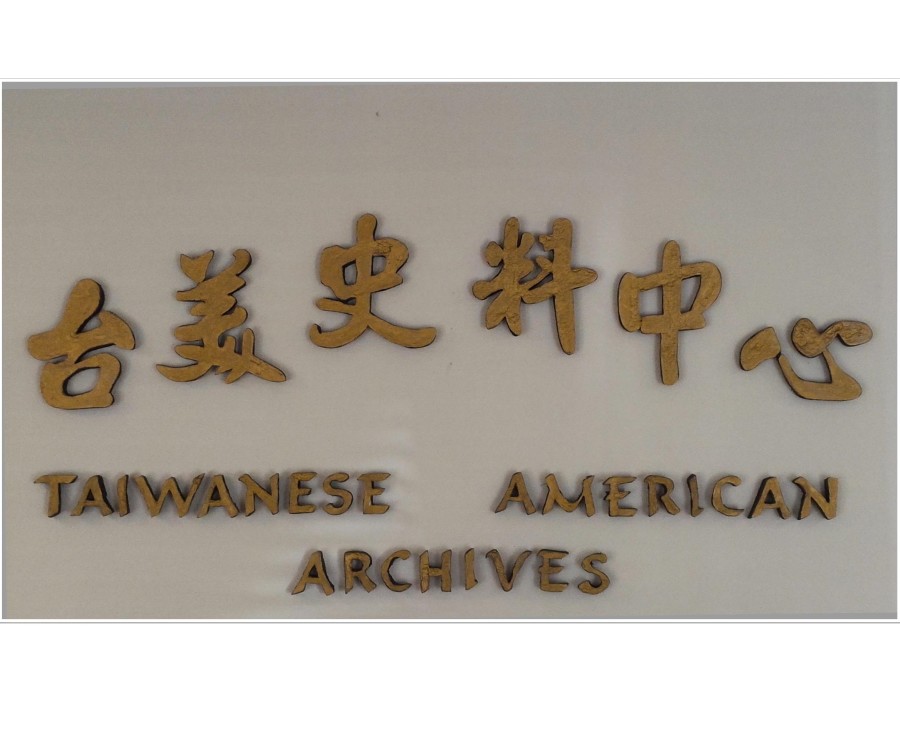 台美史料中心
TAIWANESE AMERICAN
ARCHIVES